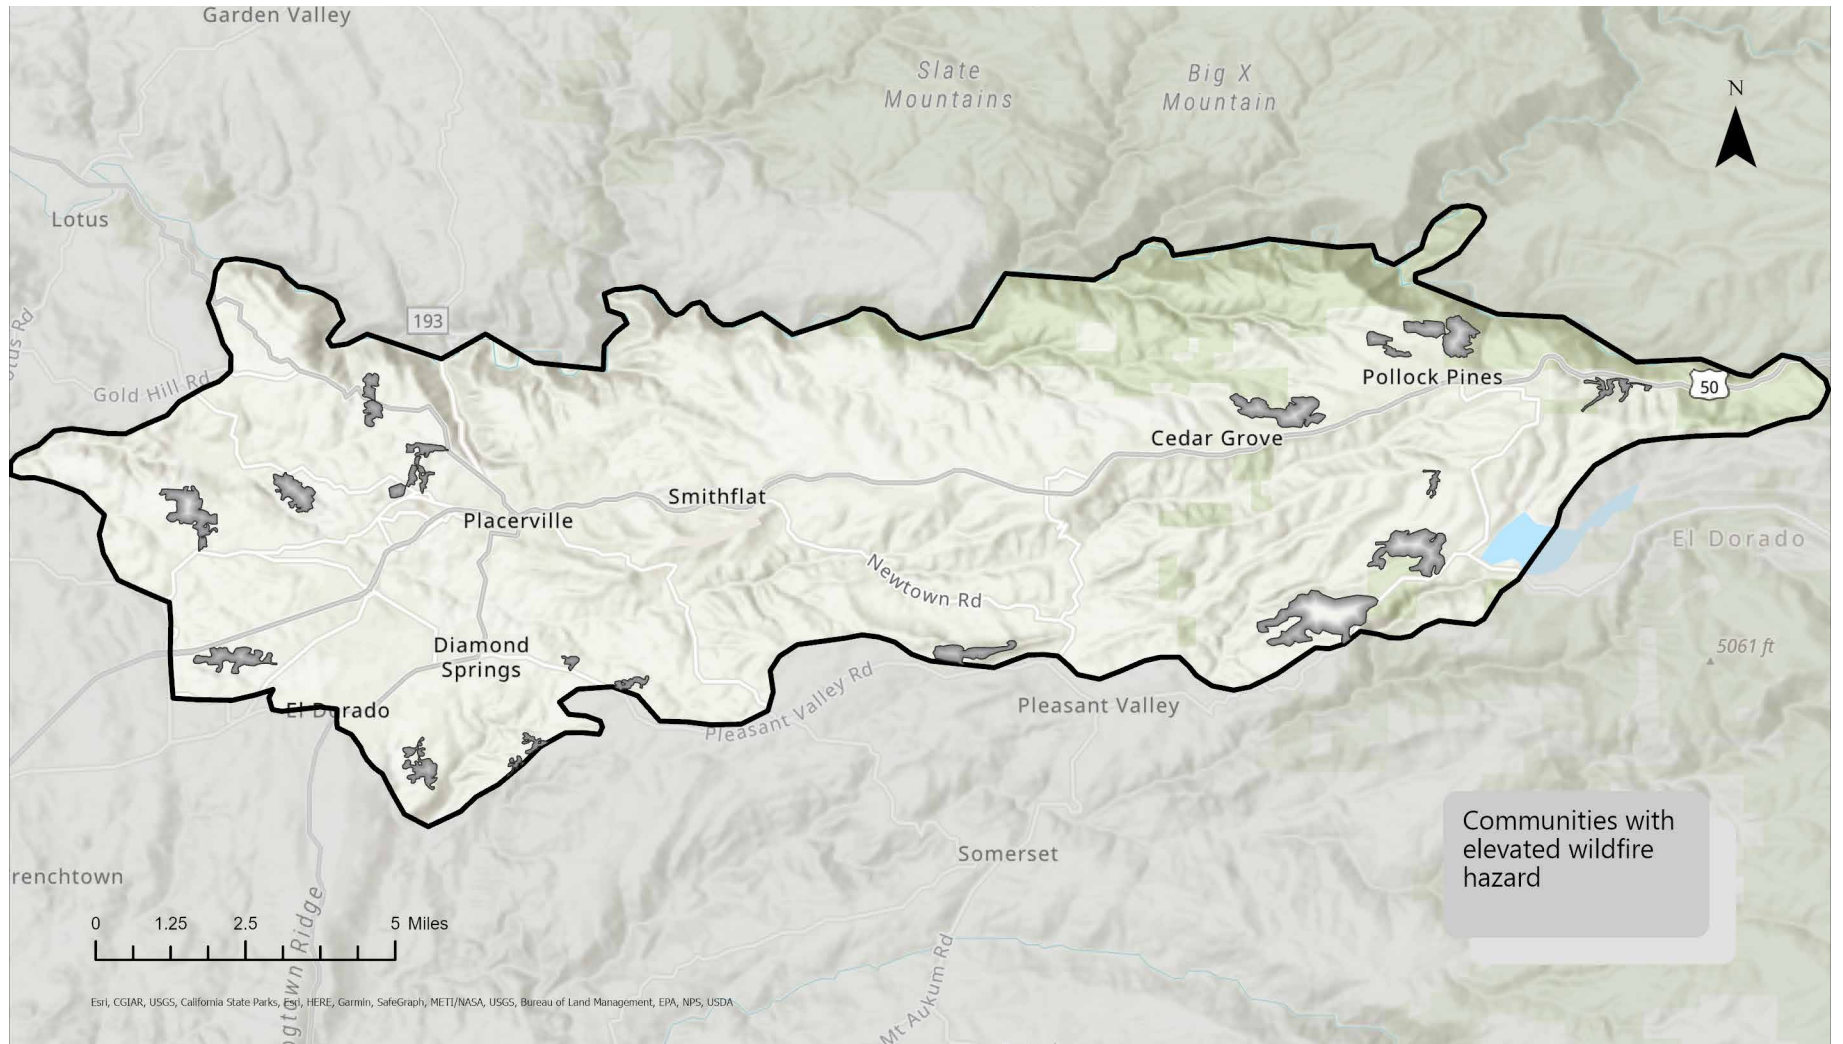 Garden Valley
Slate
Mountains
Big X
Mountain
N
Lotus
193
Gold Hill Rd
Pollock Pines
50
Cedar Grove
Smithflat
Placerville
El Dorado
Newtown Rd
Diamond
Springs
5061 ft
El Dorado
Pleasant Valley Rd
Pleasant Valley
Communities with
elevated wildfire
hazard
Somerset
renchtown
0 1.25 2.5 5 Miles
Ridge
Mt Aukum Rd
Esri, CGIAR, USGS, California State Parks, Esri, HERE, Garmin, SafeGraph, METI/NASA, USGS, Bureau of Land Management, EPA, NPS, USDA